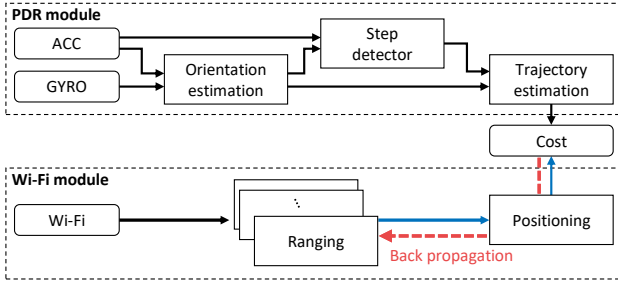 PDR module
ACC
GYRO
Orientation
estimation
Step
detector
Trajectory
estimation
Cost
Wi-Fi module
Wi-Fi
Ranging
Positioning
Back propagation